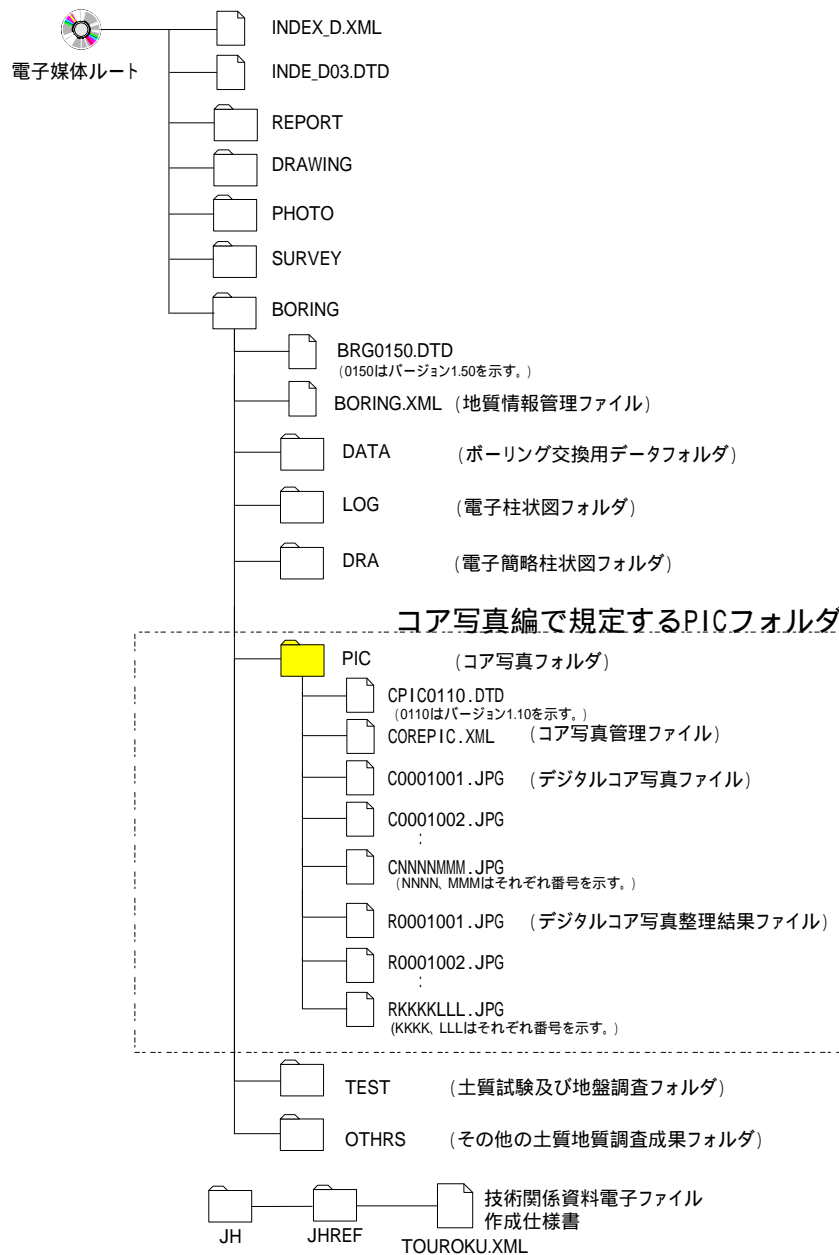 INDEX_D.XML
電子媒体ルート
INDE_D03.DTD
REPORT
DRAWING
PHOTO
SURVEY
BORING
BRG0150.DTD
(0150はバージョン1.50を示す。)
BORING.XML (地質情報管理ファイル)
DATA (ボーリング交換用データフォルダ)
LOG (電子柱状図フォルダ)
DRA (電子簡略柱状図フォルダ)
コア写真編で規定するPICフォルダ
PIC (コア写真フォルダ)
CPIC0110.DTD
(0110はバージョン1.10を示す。)
COREPIC.XML (コア写真管理ファイル)
C0001001.JPG (デジタルコア写真ファイル)
C0001002.JPG
:
CNNNNMMM.JPG
(NNNN、MMMはそれぞれ番号を示す。)
R0001001.JPG (デジタルコア写真整理結果ファイル)
R0001002.JPG
:
RKKKKLLL.JPG
(KKKK、LLLはそれぞれ番号を示す。)
TEST (土質試験及び地盤調査フォルダ)
OTHRS (その他の土質地質調査成果フォルダ)
JH
JHREF
技術関係資料電子ファイル
作成仕様書
TOUROKU.XML